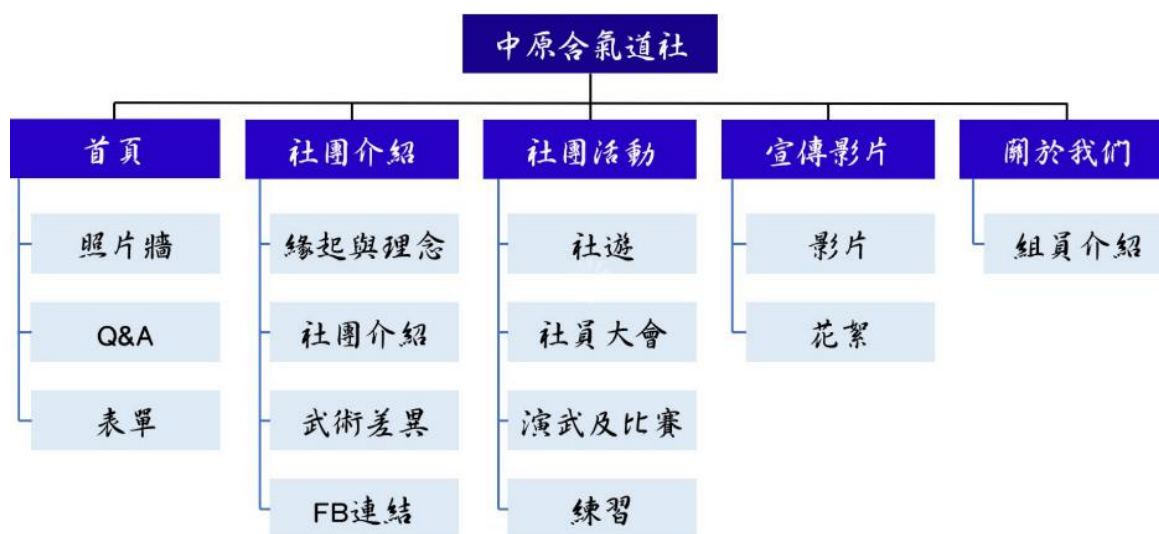 中原合氣道社
首頁
社團介紹
社團活動
宣傳影片
關於我们
照片牆
緣起與理念
社遊
影片
組員介紹
Q&A
社團介紹
社員大會
花絮
表單
武術差異
演武及比賽
FB連結
練習